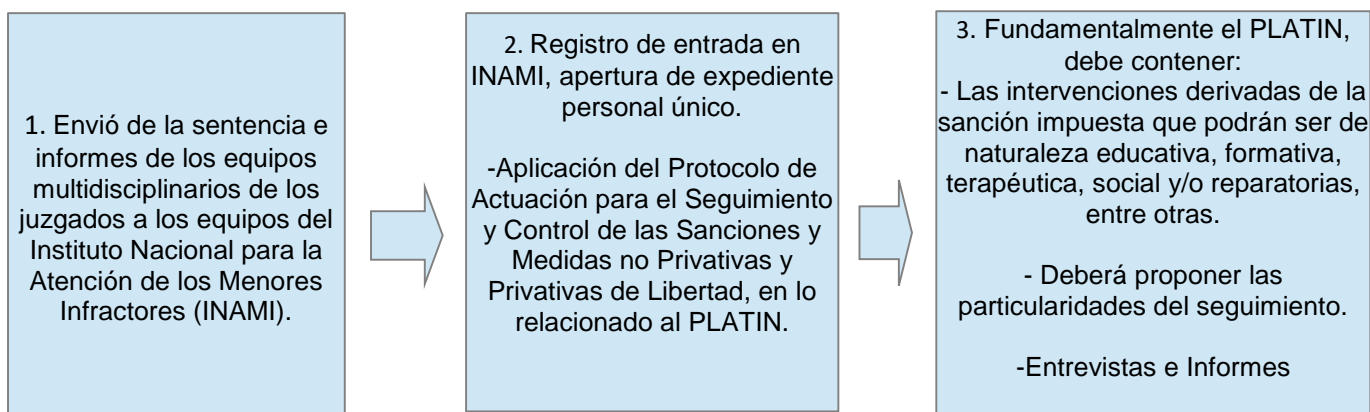 1. Envió de la sentencia e
informes de los equipos
multidisciplinarios de los
juzgados a los equipos del
Instituto Nacional para la
Atención de los Menores
Infractores (INAMI).
2. Registro de entrada en
INAMI, apertura de expediente
personal único.
-Aplicación del Protocolo de
Actuación para el Seguimiento
y Control de las Sanciones y
Medidas no Privativas y
Privativas de Libertad, en lo
relacionado al PLATIN.
3. Fundamentalmente el PLATIN,
debe contener:
- Las intervenciones derivadas de la
sanción impuesta que podrán ser de
naturaleza educativa, formativa,
terapéutica, social y/o reparatorias,
entre otras.
- Deberá proponer las
particularidades del seguimiento.
-Entrevistas e Informes